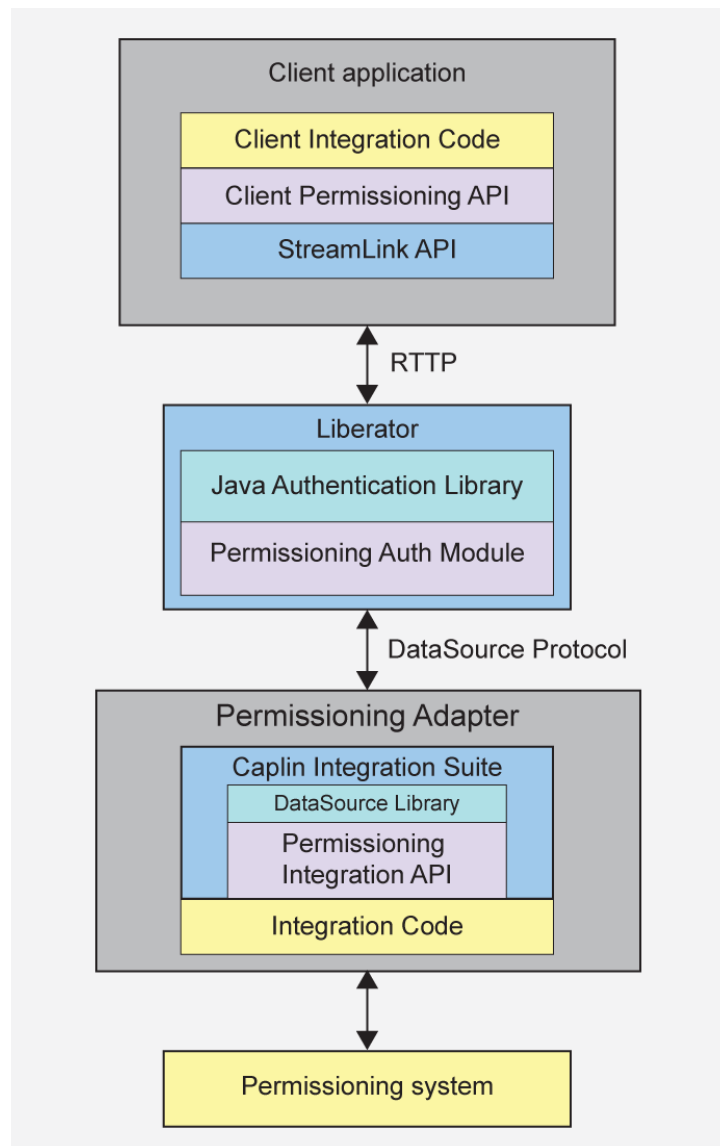 Client application
Client Integration Code
Client Permissioning API
StreamLink API
RTTP
Liberator
Java Authentication Library
Permissioning Auth Module
DataSource Protocol
Permissioning Adapter
Caplin Integration Suite
DataSource Library
Permissioning
Integration API
Integration Code
Permissioning system